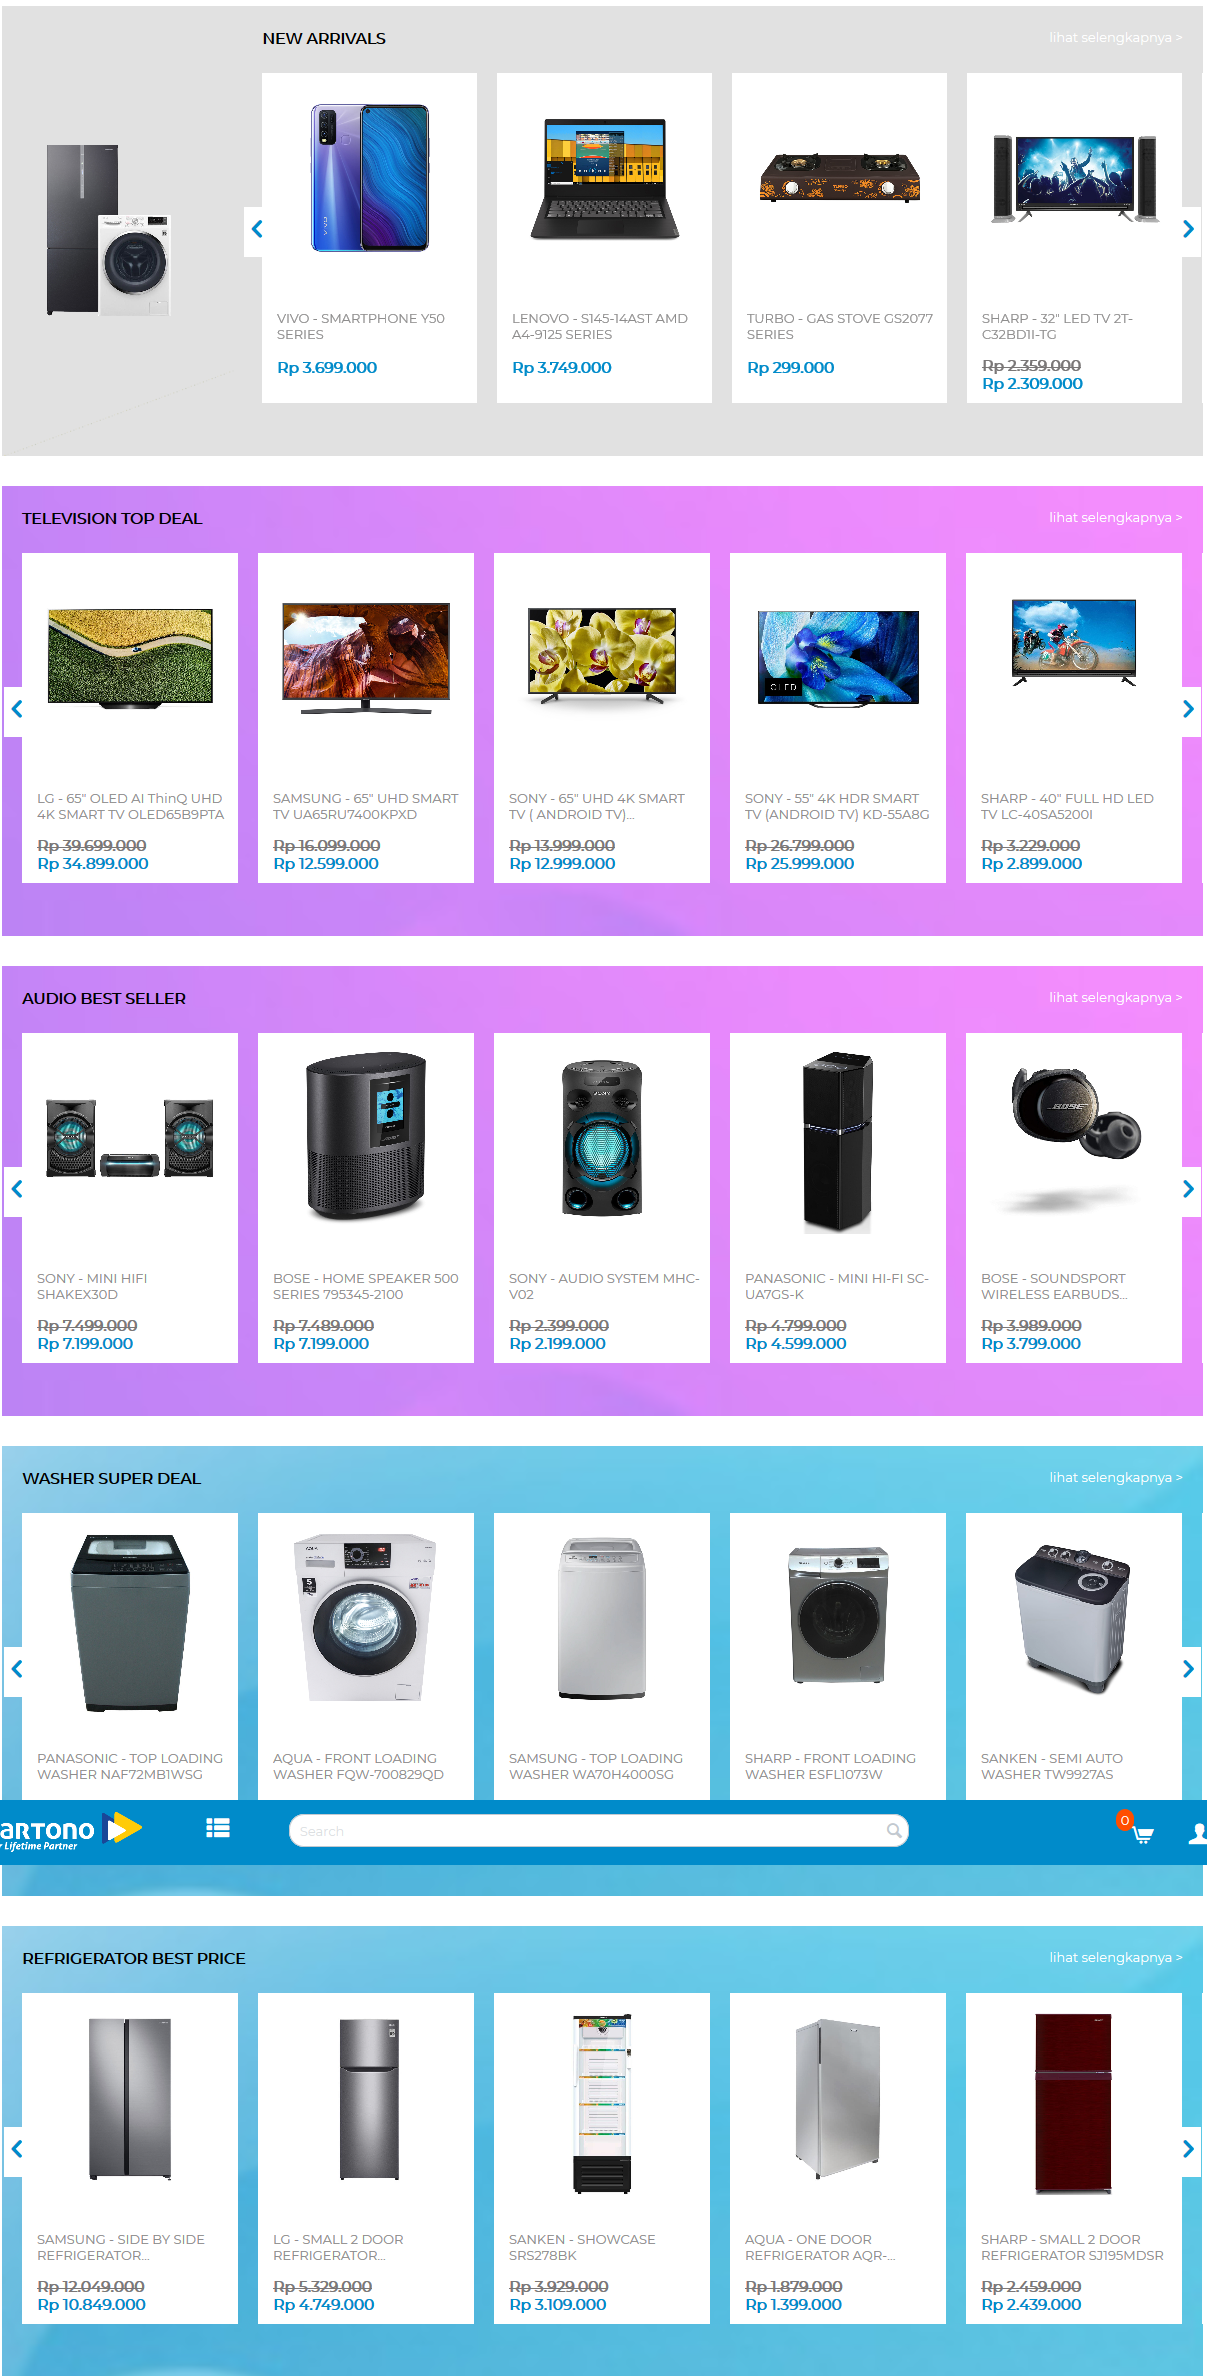 NEW ARRIVALS
lihat selengkapnya >
VIVO - SMARTPHONE Y50
SERIES
Rp 3.699.000
LENOVO - S145-14AST AMD
A4-9125 SERIES
Rp 3.749.000
TURBO - GAS STOVE GS2077
SERIES
Rp 299.000
SHARP - 32" LED TV 2T-
C32BD1I-TG
Rp 2.359.000
Rp 2.309.000
TELEVISION TOP DEAL
lihat selengkapnya >
OLED
LG - 65" OLED AI ThinQ UHD
4K SMART TV OLED65B9PTA
Rp 39.699.000
Rp 34.899.000
SAMSUNG - 65" UHD SMART
TV UA65RU7400KPXD
Rp 16.099.000
Rp 12.599.000
SONY - 65" UHD 4K SMART
TV ( ANDROID TV)...
Rp 13.999.000
Rp 12.999.000
SONY - 55" 4K HDR SMART
TV (ANDROID TV) KD-55A8G
Rp 26.799.000
Rp 25.999.000
SHARP - 40" FULL HD LED
TV LC-40SA5200I
Rp 3.229.000
Rp 2.899.000
AUDIO BEST SELLER
lihat selengkapnya >
SONY
BOSE
SONY - MINI HIFI
SHAKEX30D
Rp 7.499.000
Rp 7.199.000
BOSE - HOME SPEAKER 500
SERIES 795345-2100
Rp 7.489.000
Rp 7.199.000
SONY - AUDIO SYSTEM MHC-
V02
Rp 2.399.000
Rp 2.199.000
PANASONIC - MINI HI-FI SC-
UA7GS-K
Rp 4.799.000
Rp 4.599.000
BOSE - SOUNDSPORT
WIRELESS EARBUDS...
Rp 3.989.000
Rp 3.799.000
WASHER SUPER DEAL
lihat selengkapnya >
AQUA
PANASONIC - TOP LOADING
WASHER NAF72MB1WSG
AQUA - FRONT LOADING
WASHER FQW-700829QD
SAMSUNG - TOP LOADING
WASHER WA70H4000SG
SHARP - FRONT LOADING
WASHER ESFL1073W
SANKEN - SEMI AUTO
WASHER TW9927AS
ARTONO
Lifetime Partner
Search
0
REFRIGERATOR BEST PRICE
lihat selengkapnya >
SAMSUNG - SIDE BY SIDE
REFRIGERATOR...
Rp 12.049.000
Rp 10.849.000
LG - SMALL 2 DOOR
REFRIGERATOR...
Rp 5.329.000
Rp 4.749.000
SANKEN - SHOWCASE
SRS278BK
Rp 3.929.000
Rp 3.109.000
AQUA - ONE DOOR
REFRIGERATOR AQR-...
Rp 1.879.000
Rp 1.399.000
SHARP - SMALL 2 DOOR
REFRIGERATOR SJ195MDSR
Rp 2.459.000
Rp 2.439.000